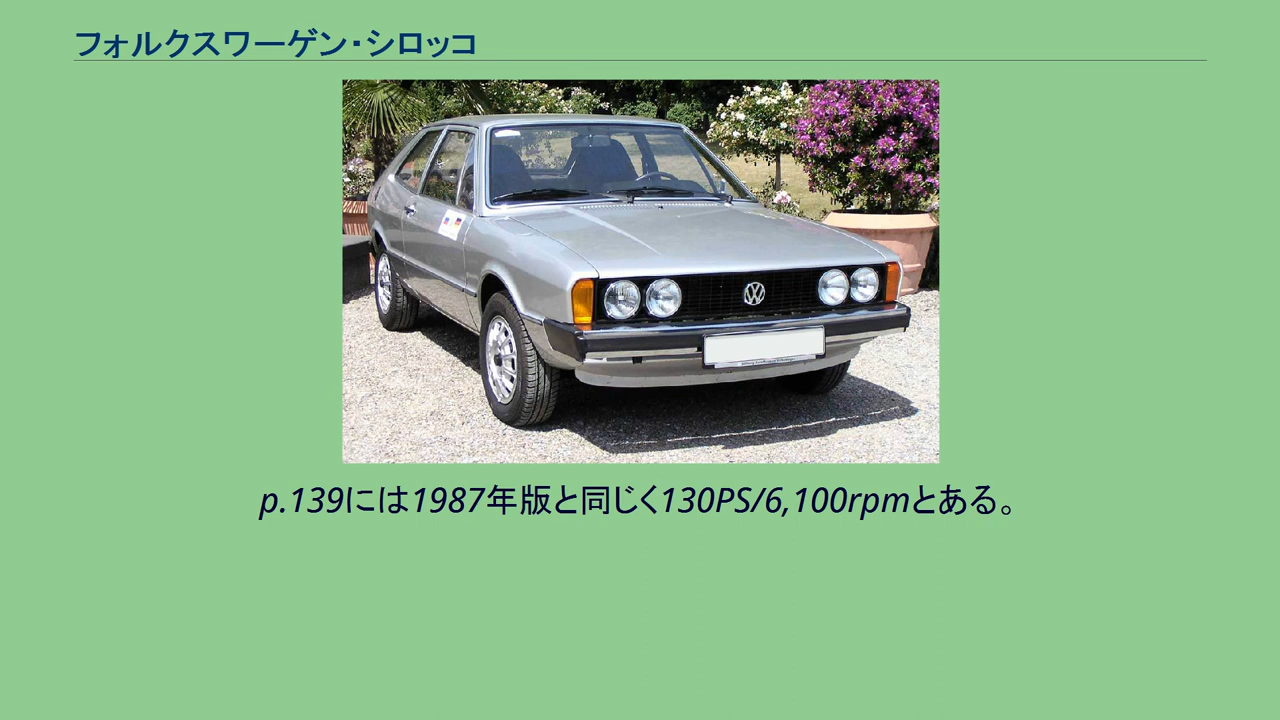 フォルクスワーゲン・シロッコ
p.139には1987年版と同じく130PS/6,100rpmとある。